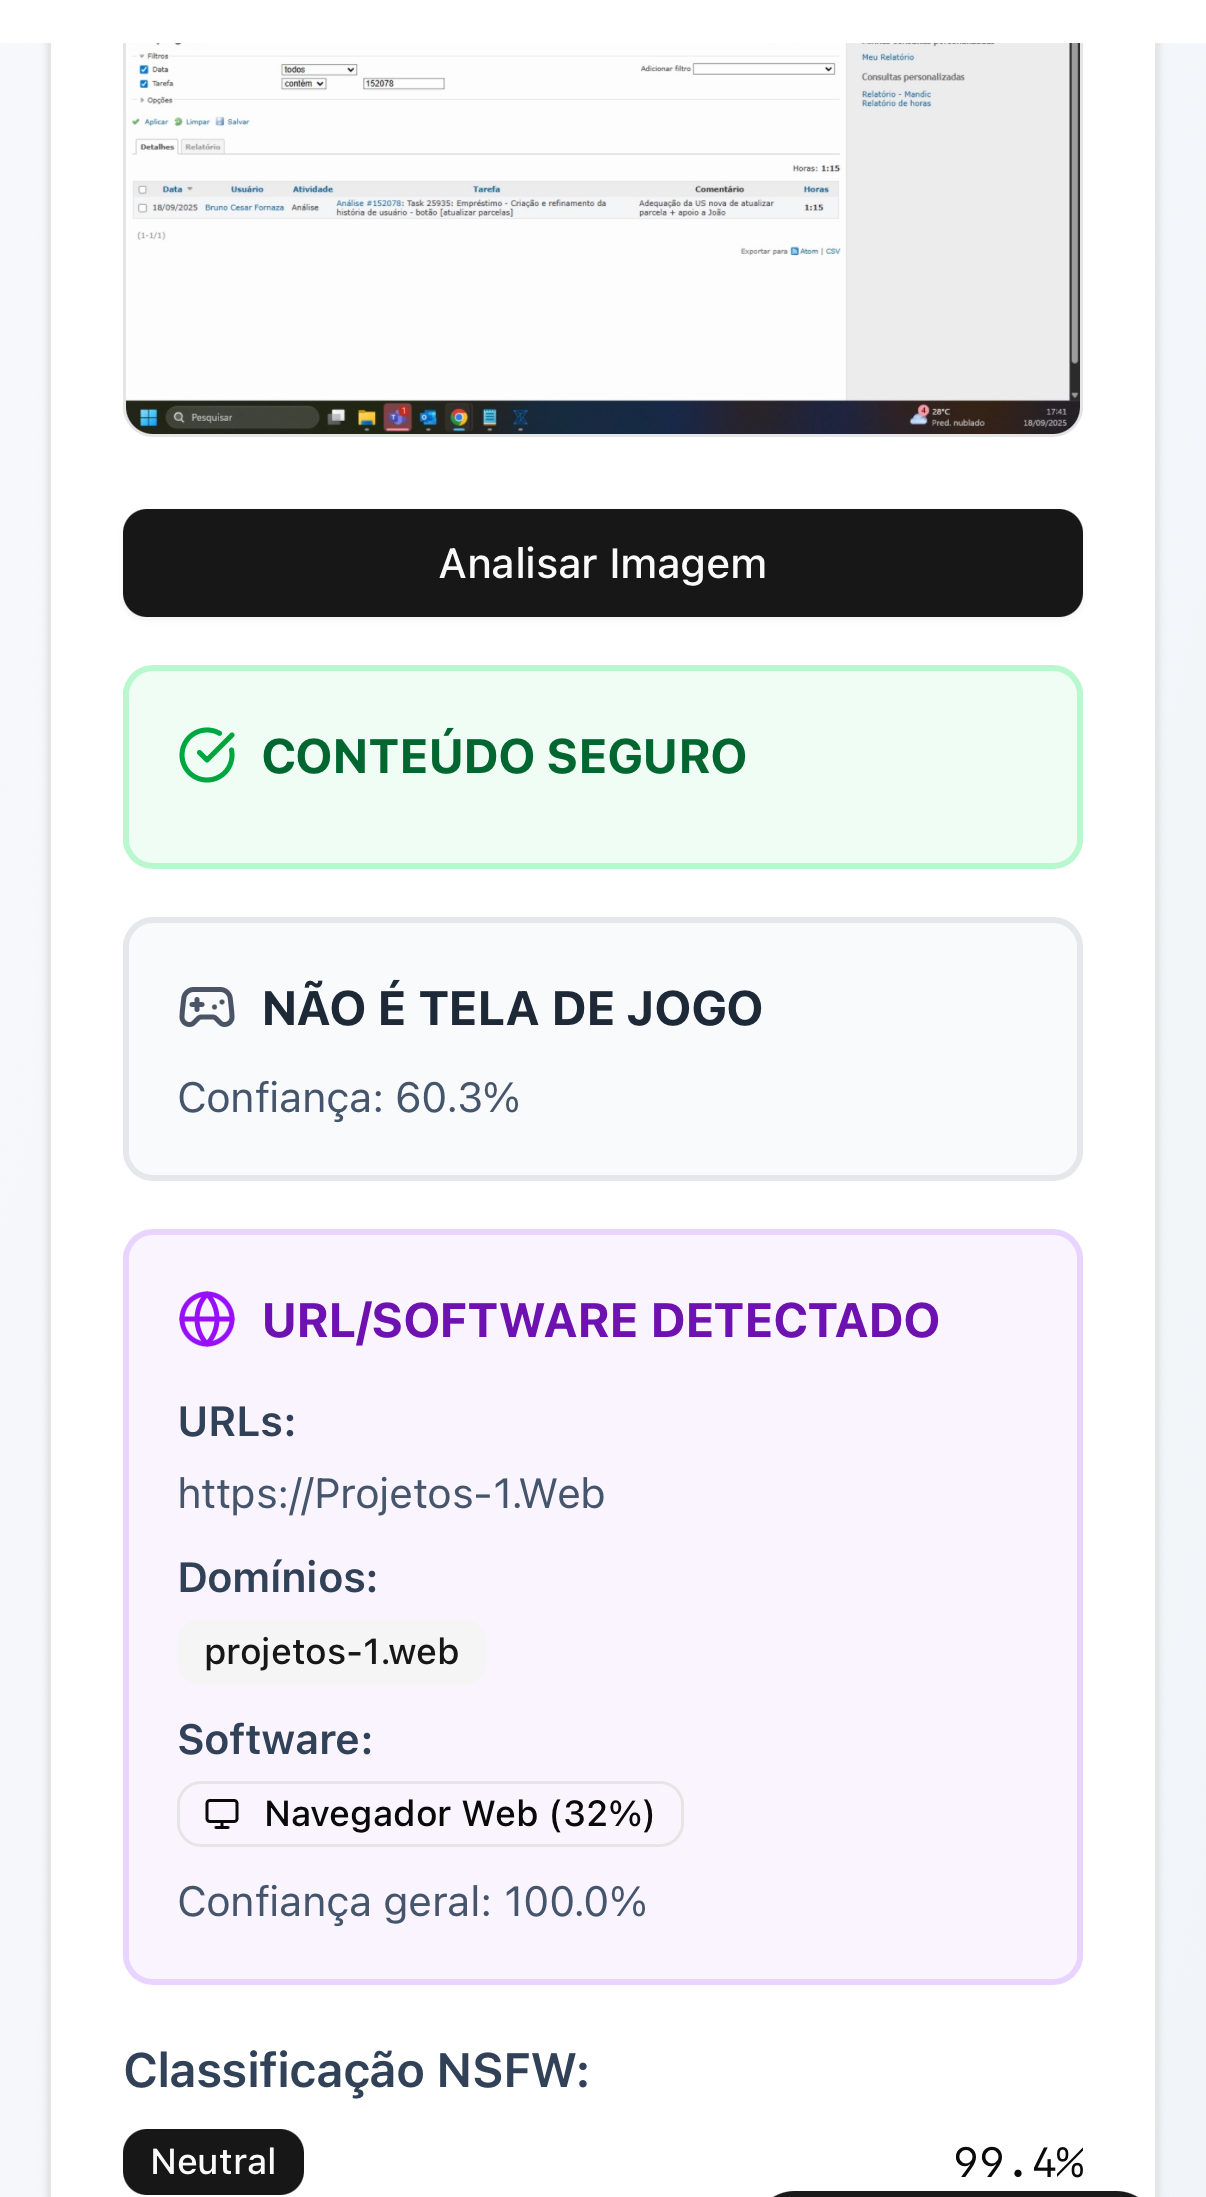 Filtros
Data
todos
Adicionar filtro
Tarefa
contém
152078
Opções
Aplicar Limpar Salvar
Detalhes Relatório
Horas: 1:15
Data Usuário Atividade Tarefa Comentário Horas
18/09/2025 Bruno Cesar Fornaza Análise Análise #152078: Task 25935: Empréstimo - Criação e refinamento da história de usuário - botão [atualizar parcelas] Adequação da US nova de atualizar parcela + apoio a João 1:15
(1-1/1)
Exportar para Atom | CSV
Meu Relatório
Consultas personalizadas
Relatório - Mandic
Relatório de horas
Pesquisar
28°C
Pred. nublado
17:41
18/09/2025
Analisar Imagem
CONTEÚDO SEGURO
NÃO É TELA DE JOGO
Confiança: 60.3%
URL/SOFTWARE DETECTADO
URLs:
https://Projetos-1.Web
Domínios:
projetos-1.web
Software:
Navegador Web (32%)
Confiança geral: 100.0%
Classificação NSFW:
Neutral 99.4%